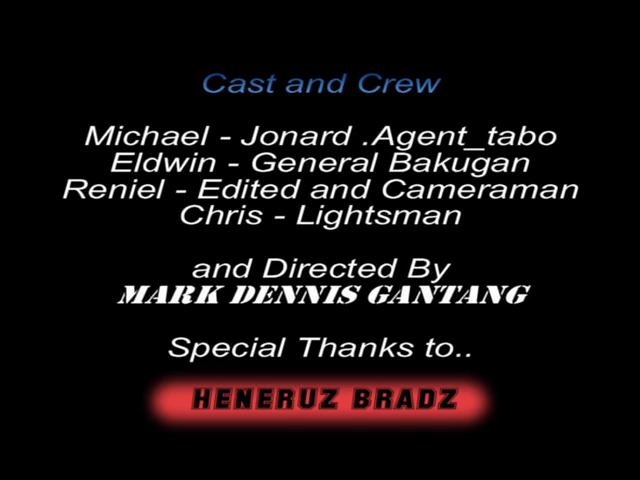 Cast and Crew
Michael - Jonard .Agent_tabo
Eldwin - General Bakugan
Reniel - Edited and Cameraman
Chris - Lightsman
and Directed By
MARK DENNIS GANTANG
Special Thanks to..
HENERUZ BRADZ